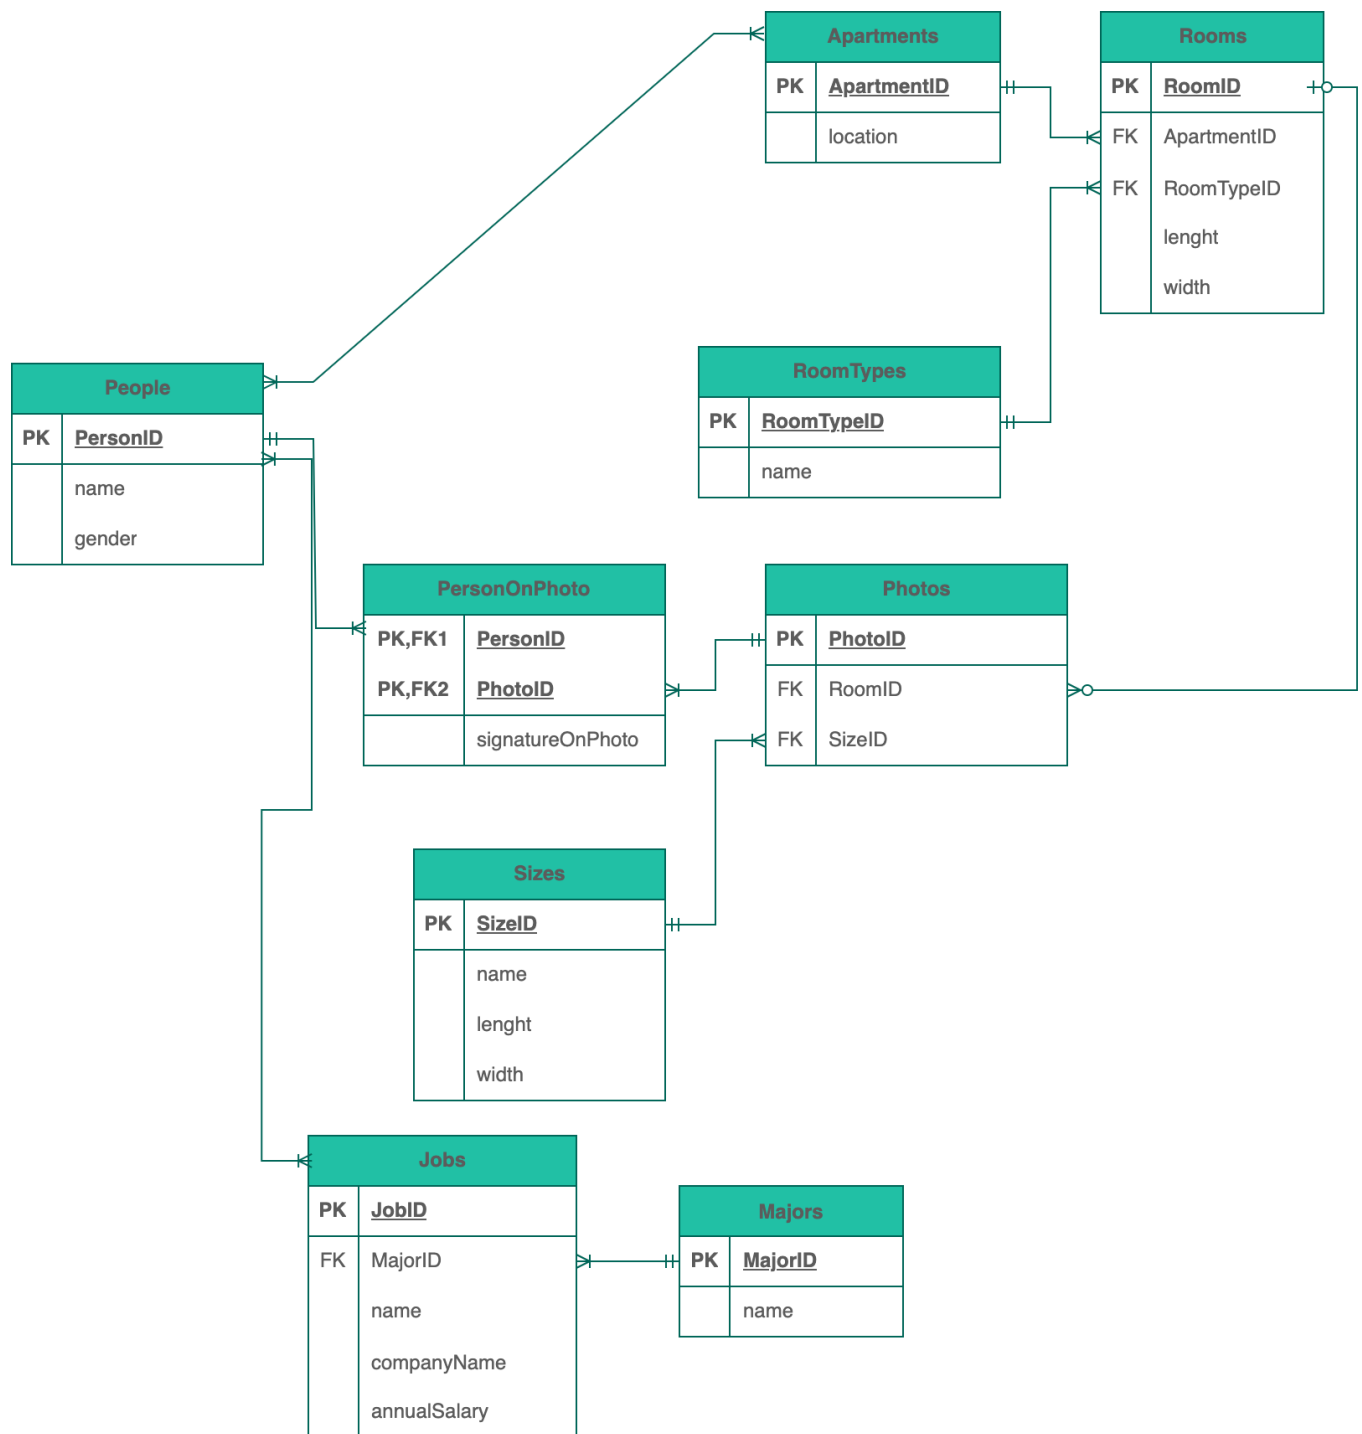 Apartments
PK ApartmentID
location
Rooms
PK RoomID
FK ApartmentID
FK RoomTypeID
lenght
width
RoomTypes
PK RoomTypeID
name
People
PK PersonID
name
gender
PersonOnPhoto
PK,FK1 PersonID
PK,FK2 PhotoID
signatureOnPhoto
Photos
PK PhotoID
FK RoomID
FK SizeID
Sizes
PK SizeID
name
lenght
width
Jobs
PK JobID
FK MajorID
name
companyName
annualSalary
Majors
PK MajorID
name